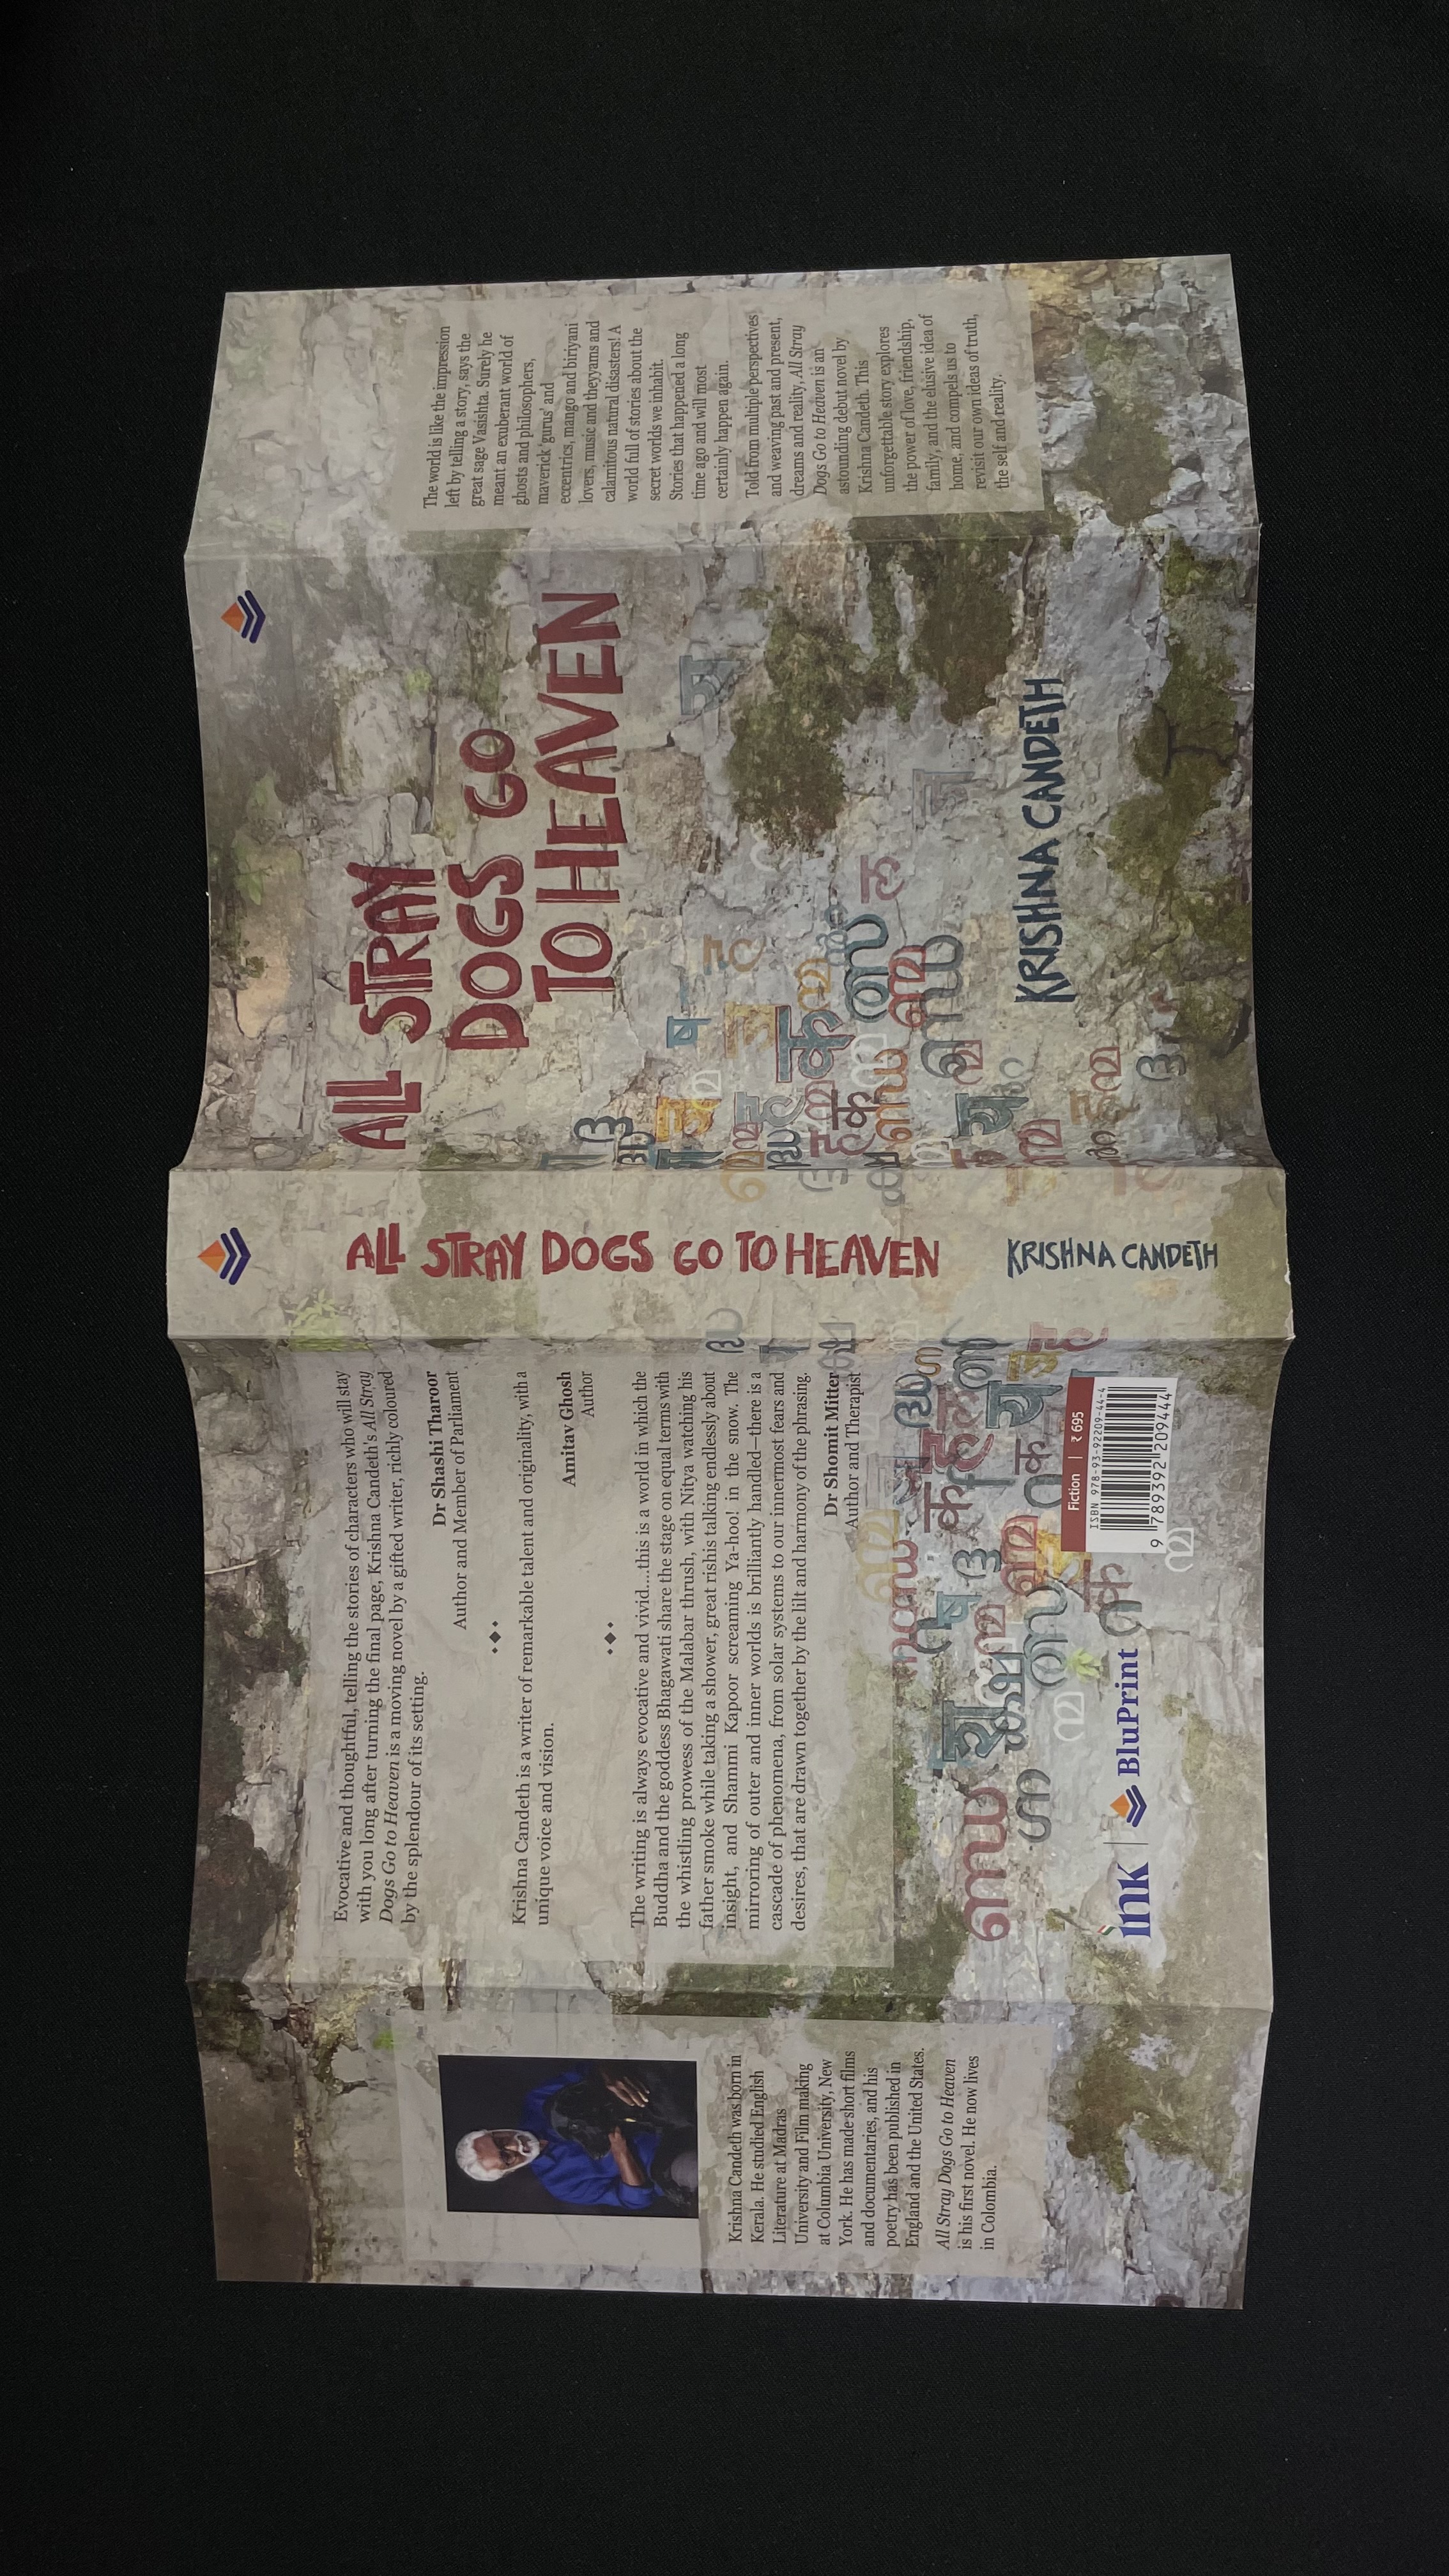 ALL STRAY
DOGS GO
TO HEAVEN
KRISHNA CANDETH
The world is like the impression
left by telling a story, says the
great sage Vasishta. Surely he
meant an exuberant world of
ghosts and philosophers,
maverick 'gurus' and
eccentrics, mango and biriyani
lovers, music and theyyams and
calamitous natural disasters! A
world full of stories about the
secret worlds we inhabit.
Stories that happened a long
time ago and will most
certainly happen again.
Told from multiple perspectives
and weaving past and present,
dreams and reality, All Stray
Dogs Go to Heaven is an
astounding debut novel by
Krishna Candeth. This
unforgettable story explores
the power of love, friendship,
family, and the elusive idea of
home, and compels us to
revisit our own ideas of truth,
the self and reality.
ALL STRAY DOGS GO TO HEAVEN KRISHNA CANDETH
Evocative and thoughtful, telling the stories of characters who will stay
with you long after turning the final page, Krishna Candeth's All Stray
Dogs Go to Heaven is a moving novel by a gifted writer, richly coloured
by the splendour of its setting.
Dr Shashi Tharoor
Author and Member of Parliament
Krishna Candeth is a writer of remarkable talent and originality, with a
unique voice and vision.
Amitav Ghosh
Author
The writing is always evocative and vivid....this is a world in which the
Buddha and the goddess Bhagawati share the stage on equal terms with
the whistling prowess of the Malabar thrush, with Nitya watching his
father smoke while taking a shower, great rishis talking endlessly about
insight, and Shammi Kapoor screaming Ya-hoo! in the snow. The
mirroring of outer and inner worlds is brilliantly handled—there is a
cascade of phenomena, from solar systems to our innermost fears and
desires, that are drawn together by the lilt and harmony of the phrasing.
Dr Shomit Mitter
Author and Therapist
Fiction | ₹ 695
ISBN 978-93-92209-44-4
9 789392 209444
ink | BluPrint
Krishna Candeth was born in
Kerala. He studied English
Literature at Madras
University and Film making
at Columbia University, New
York. He has made short films
and documentaries, and his
poetry has been published in
England and the United States.
All Stray Dogs Go to Heaven
is his first novel. He now lives
in Colombia.